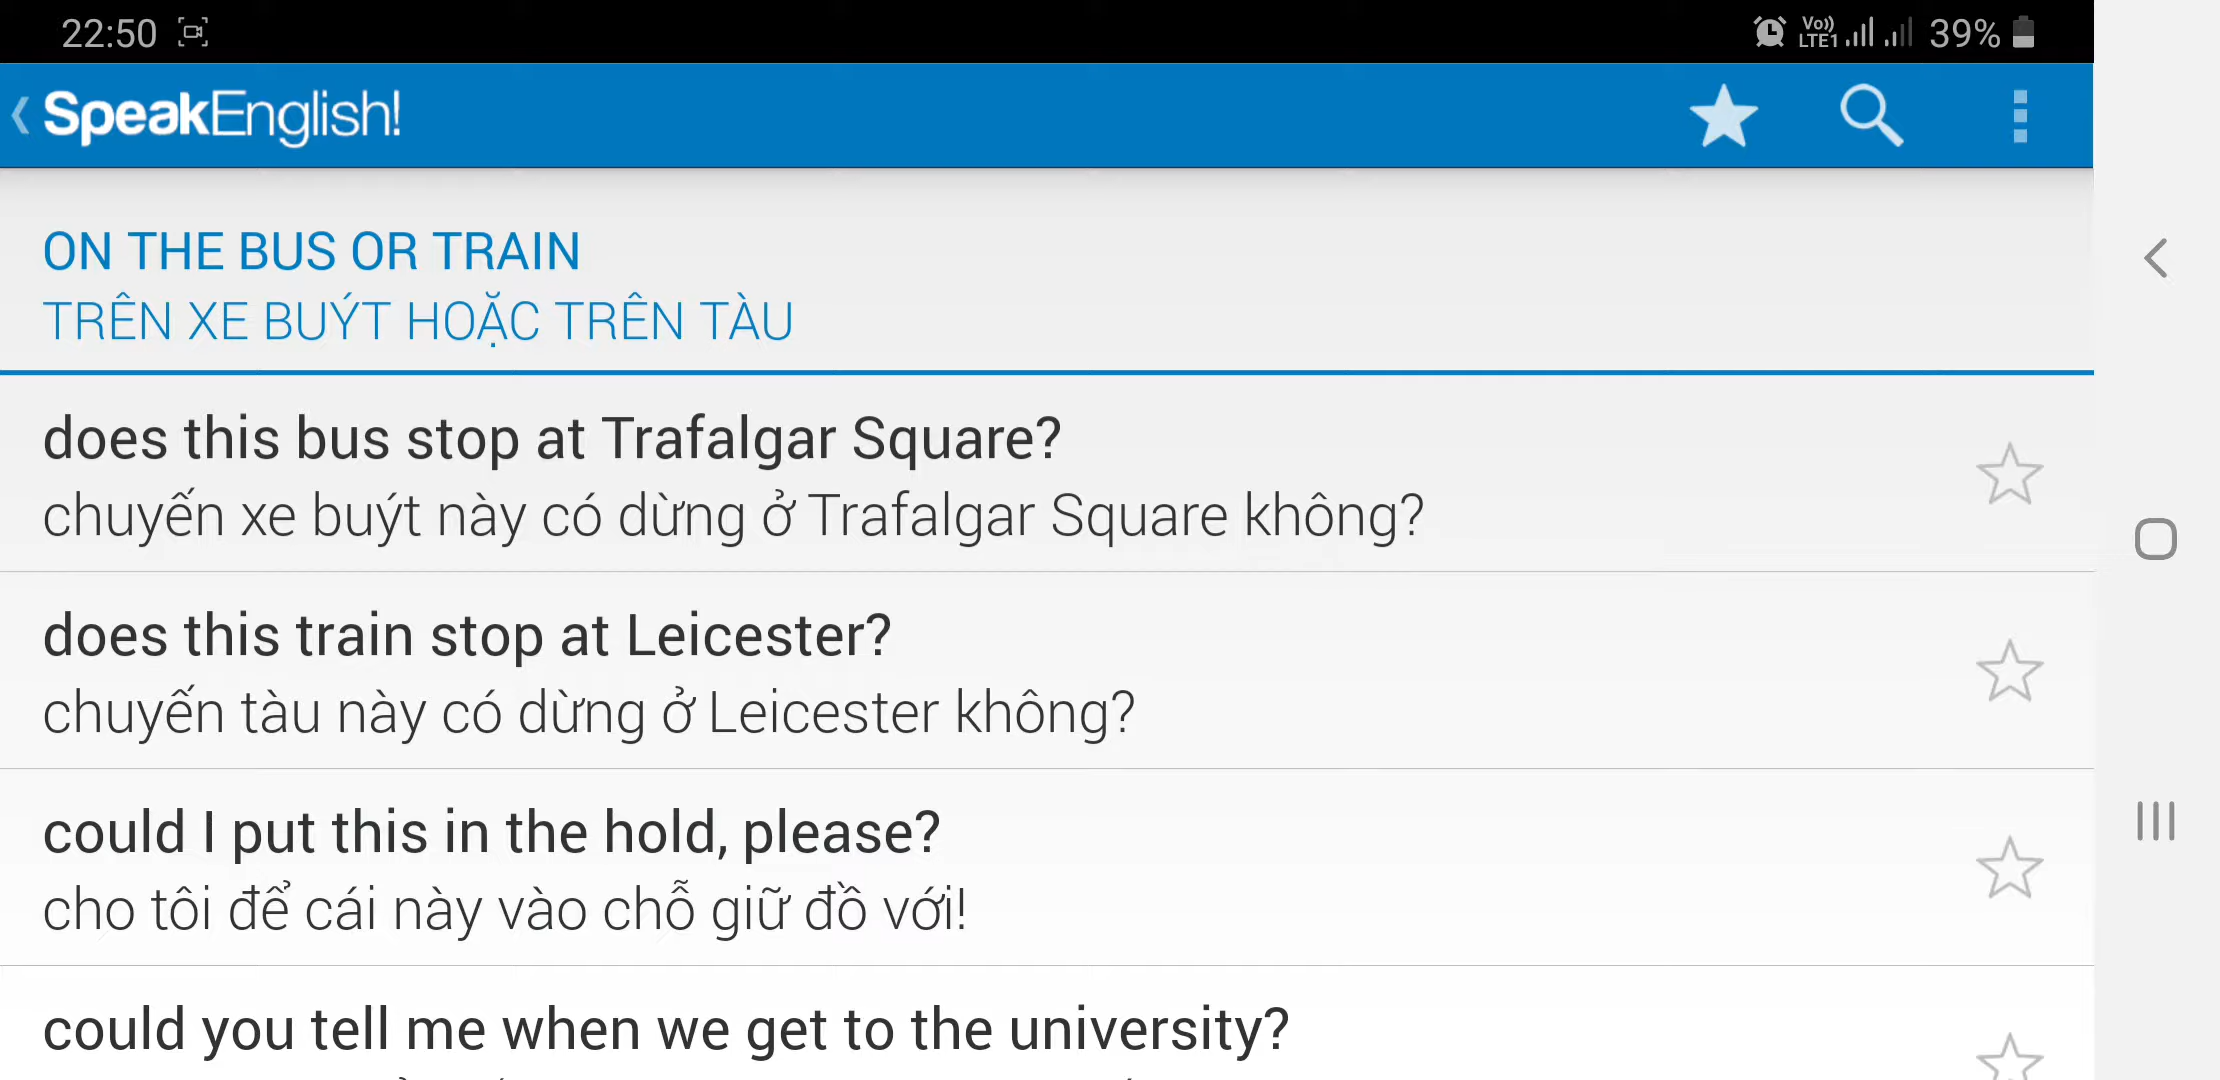 22:50 Vo)) LTE1 39%
SpeakEnglish!
ON THE BUS OR TRAIN
TRÊN XE BUÝT HOẶC TRÊN TÀU
does this bus stop at Trafalgar Square?
chuyến xe buýt này có dừng ở Trafalgar Square không?
does this train stop at Leicester?
chuyến tàu này có dừng ở Leicester không?
could I put this in the hold, please?
cho tôi để cái này vào chỗ giữ đồ với!
could you tell me when we get to the university?